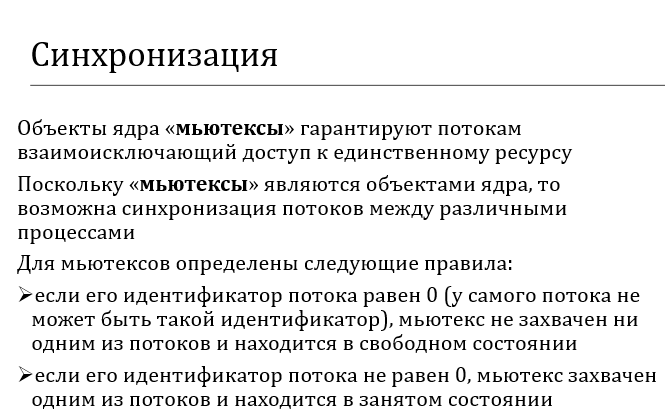 Синхронизация
Объекты ядра «мьютексы» гарантируют потокам
взаимоисключающий доступ к единственному ресурсу
Поскольку «мьютексы» являются объектами ядра, то
возможна синхронизация потоков между различными
процессами
Для мьютексов определены следующие правила:
➢если его идентификатор потока равен 0 (у самого потока не
может быть такой идентификатор), мьютекс не захвачен ни
одним из потоков и находится в свободном состоянии
➢если его идентификатор потока не равен 0, мьютекс захвачен
одним из потоков и находится в занятом состоянии